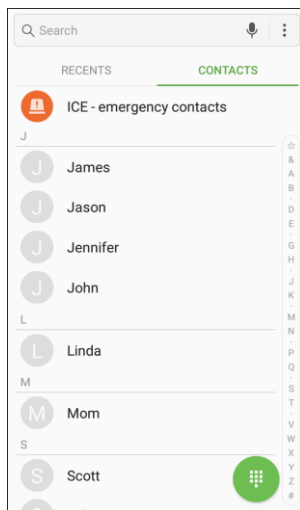 Search
RECENTS CONTACTS
ICE - emergency contacts
J
J James
J Jason
J Jennifer
J John
L
L Linda
M
M Mom
S
S Scott
☆
&
A
B
·
D
E
·
G
H
·
J
K
·
M
N
·
P
Q
·
S
T
·
V
W
X
Y
Z
#